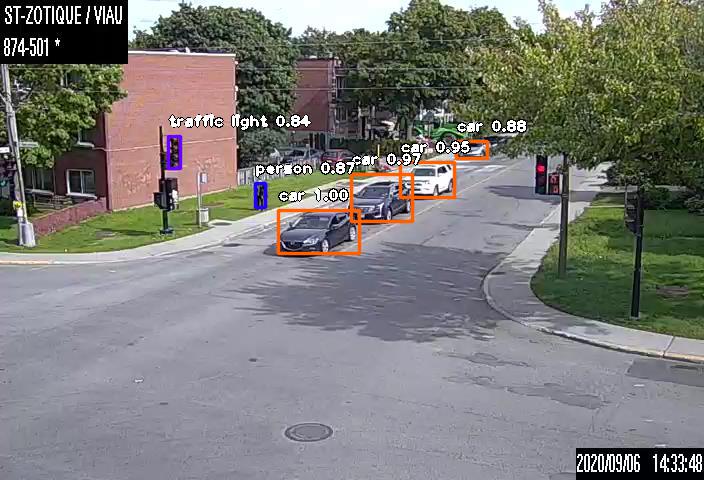 ST-ZOTIQUE / VIAU
874-501 *
traffic light 0.84
car 0.88
car 0.95
car 0.97
person 0.87
car 1.00
2020/09/06 14:33:48